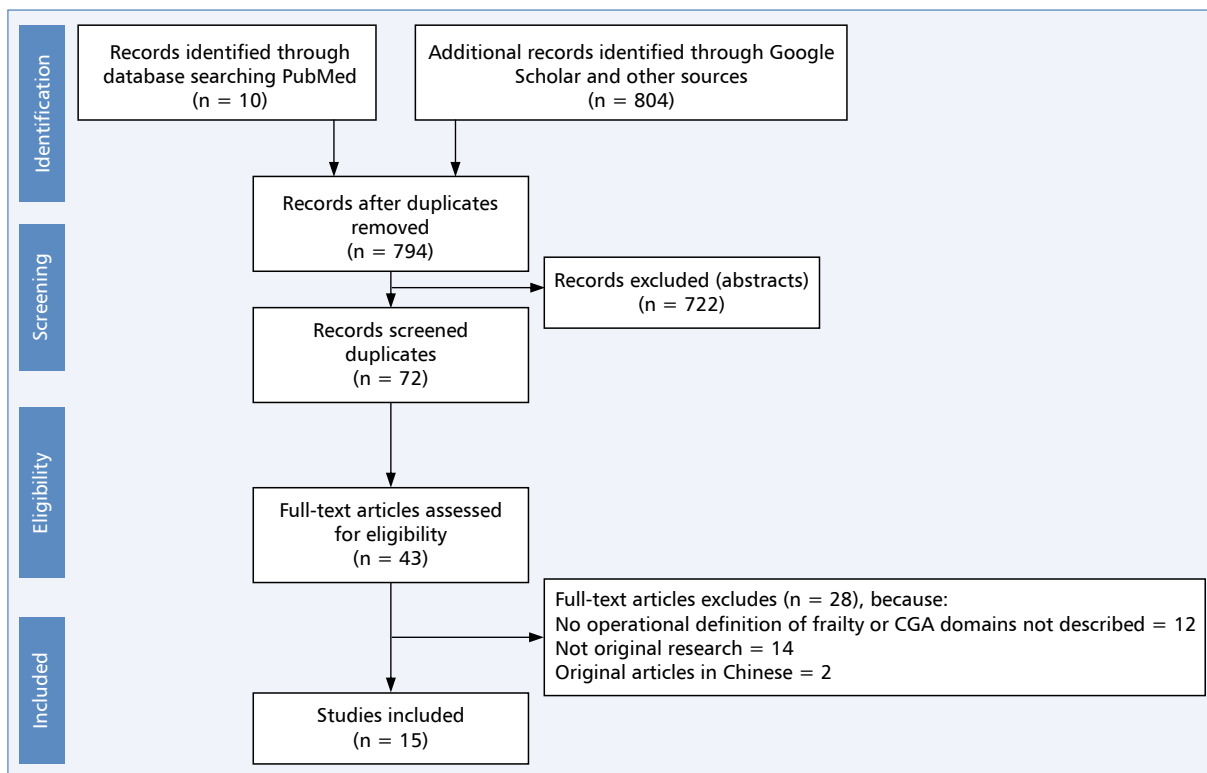 Identification
Records identified through
database searching PubMed
(n = 10)
Additional records identified through Google
Scholar and other sources
(n = 804)
Records after duplicates
removed
(n = 794)
Screening
Records excluded (abstracts)
(n = 722)
Records screened
duplicates
(n = 72)
Eligibility
Full-text articles assessed
for eligibility
(n = 43)
Full-text articles excludes (n = 28), because:
No operational definition of frailty or CGA domains not described = 12
Not original research = 14
Original articles in Chinese = 2
Included
Studies included
(n = 15)